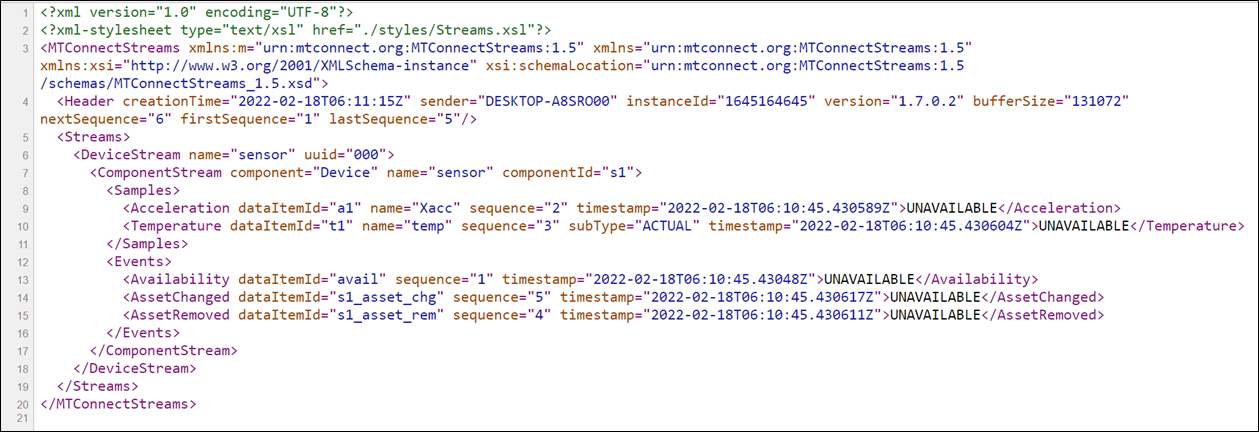 1 <?xml version="1.0" encoding="UTF-8"?>
2 <?xml-stylesheet type="text/xsl" href="./styles/Streams.xsl"?>
3 <MTConnectStreams xmlns:m="urn:mtconnect.org:MTConnectStreams:1.5" xmlns="urn:mtconnect.org:MTConnectStreams:1.5"
xmlns:xsi="http://www.w3.org/2001/XMLSchema-instance" xsi:schemaLocation="urn:mtconnect.org:MTConnectStreams:1.5
/schemas/MTConnectStreams_1.5.xsd">
4 <Header creationTime="2022-02-18T06:11:15Z" sender="DESKTOP-A8SRO00" instanceId="1645164645" version="1.7.0.2" bufferSize="131072"
nextSequence="6" firstSequence="1" lastSequence="5"/>
5 <Streams>
6 <DeviceStream name="sensor" uuid="000">
7 <ComponentStream component="Device" name="sensor" componentId="s1">
8 <Samples>
9 <Acceleration dataItemId="a1" name="Xacc" sequence="2" timestamp="2022-02-18T06:10:45.430589Z">UNAVAILABLE</Acceleration>
10 <Temperature dataItemId="t1" name="temp" sequence="3" subType="ACTUAL" timestamp="2022-02-18T06:10:45.430604Z">UNAVAILABLE</Temperature>
11 </Samples>
12 <Events>
13 <Availability dataItemId="avail" sequence="1" timestamp="2022-02-18T06:10:45.43048Z">UNAVAILABLE</Availability>
14 <AssetChanged dataItemId="s1_asset_chg" sequence="5" timestamp="2022-02-18T06:10:45.430617Z">UNAVAILABLE</AssetChanged>
15 <AssetRemoved dataItemId="s1_asset_rem" sequence="4" timestamp="2022-02-18T06:10:45.430611Z">UNAVAILABLE</AssetRemoved>
16 </Events>
17 </ComponentStream>
18 </DeviceStream>
19 </Streams>
20 </MTConnectStreams>
21